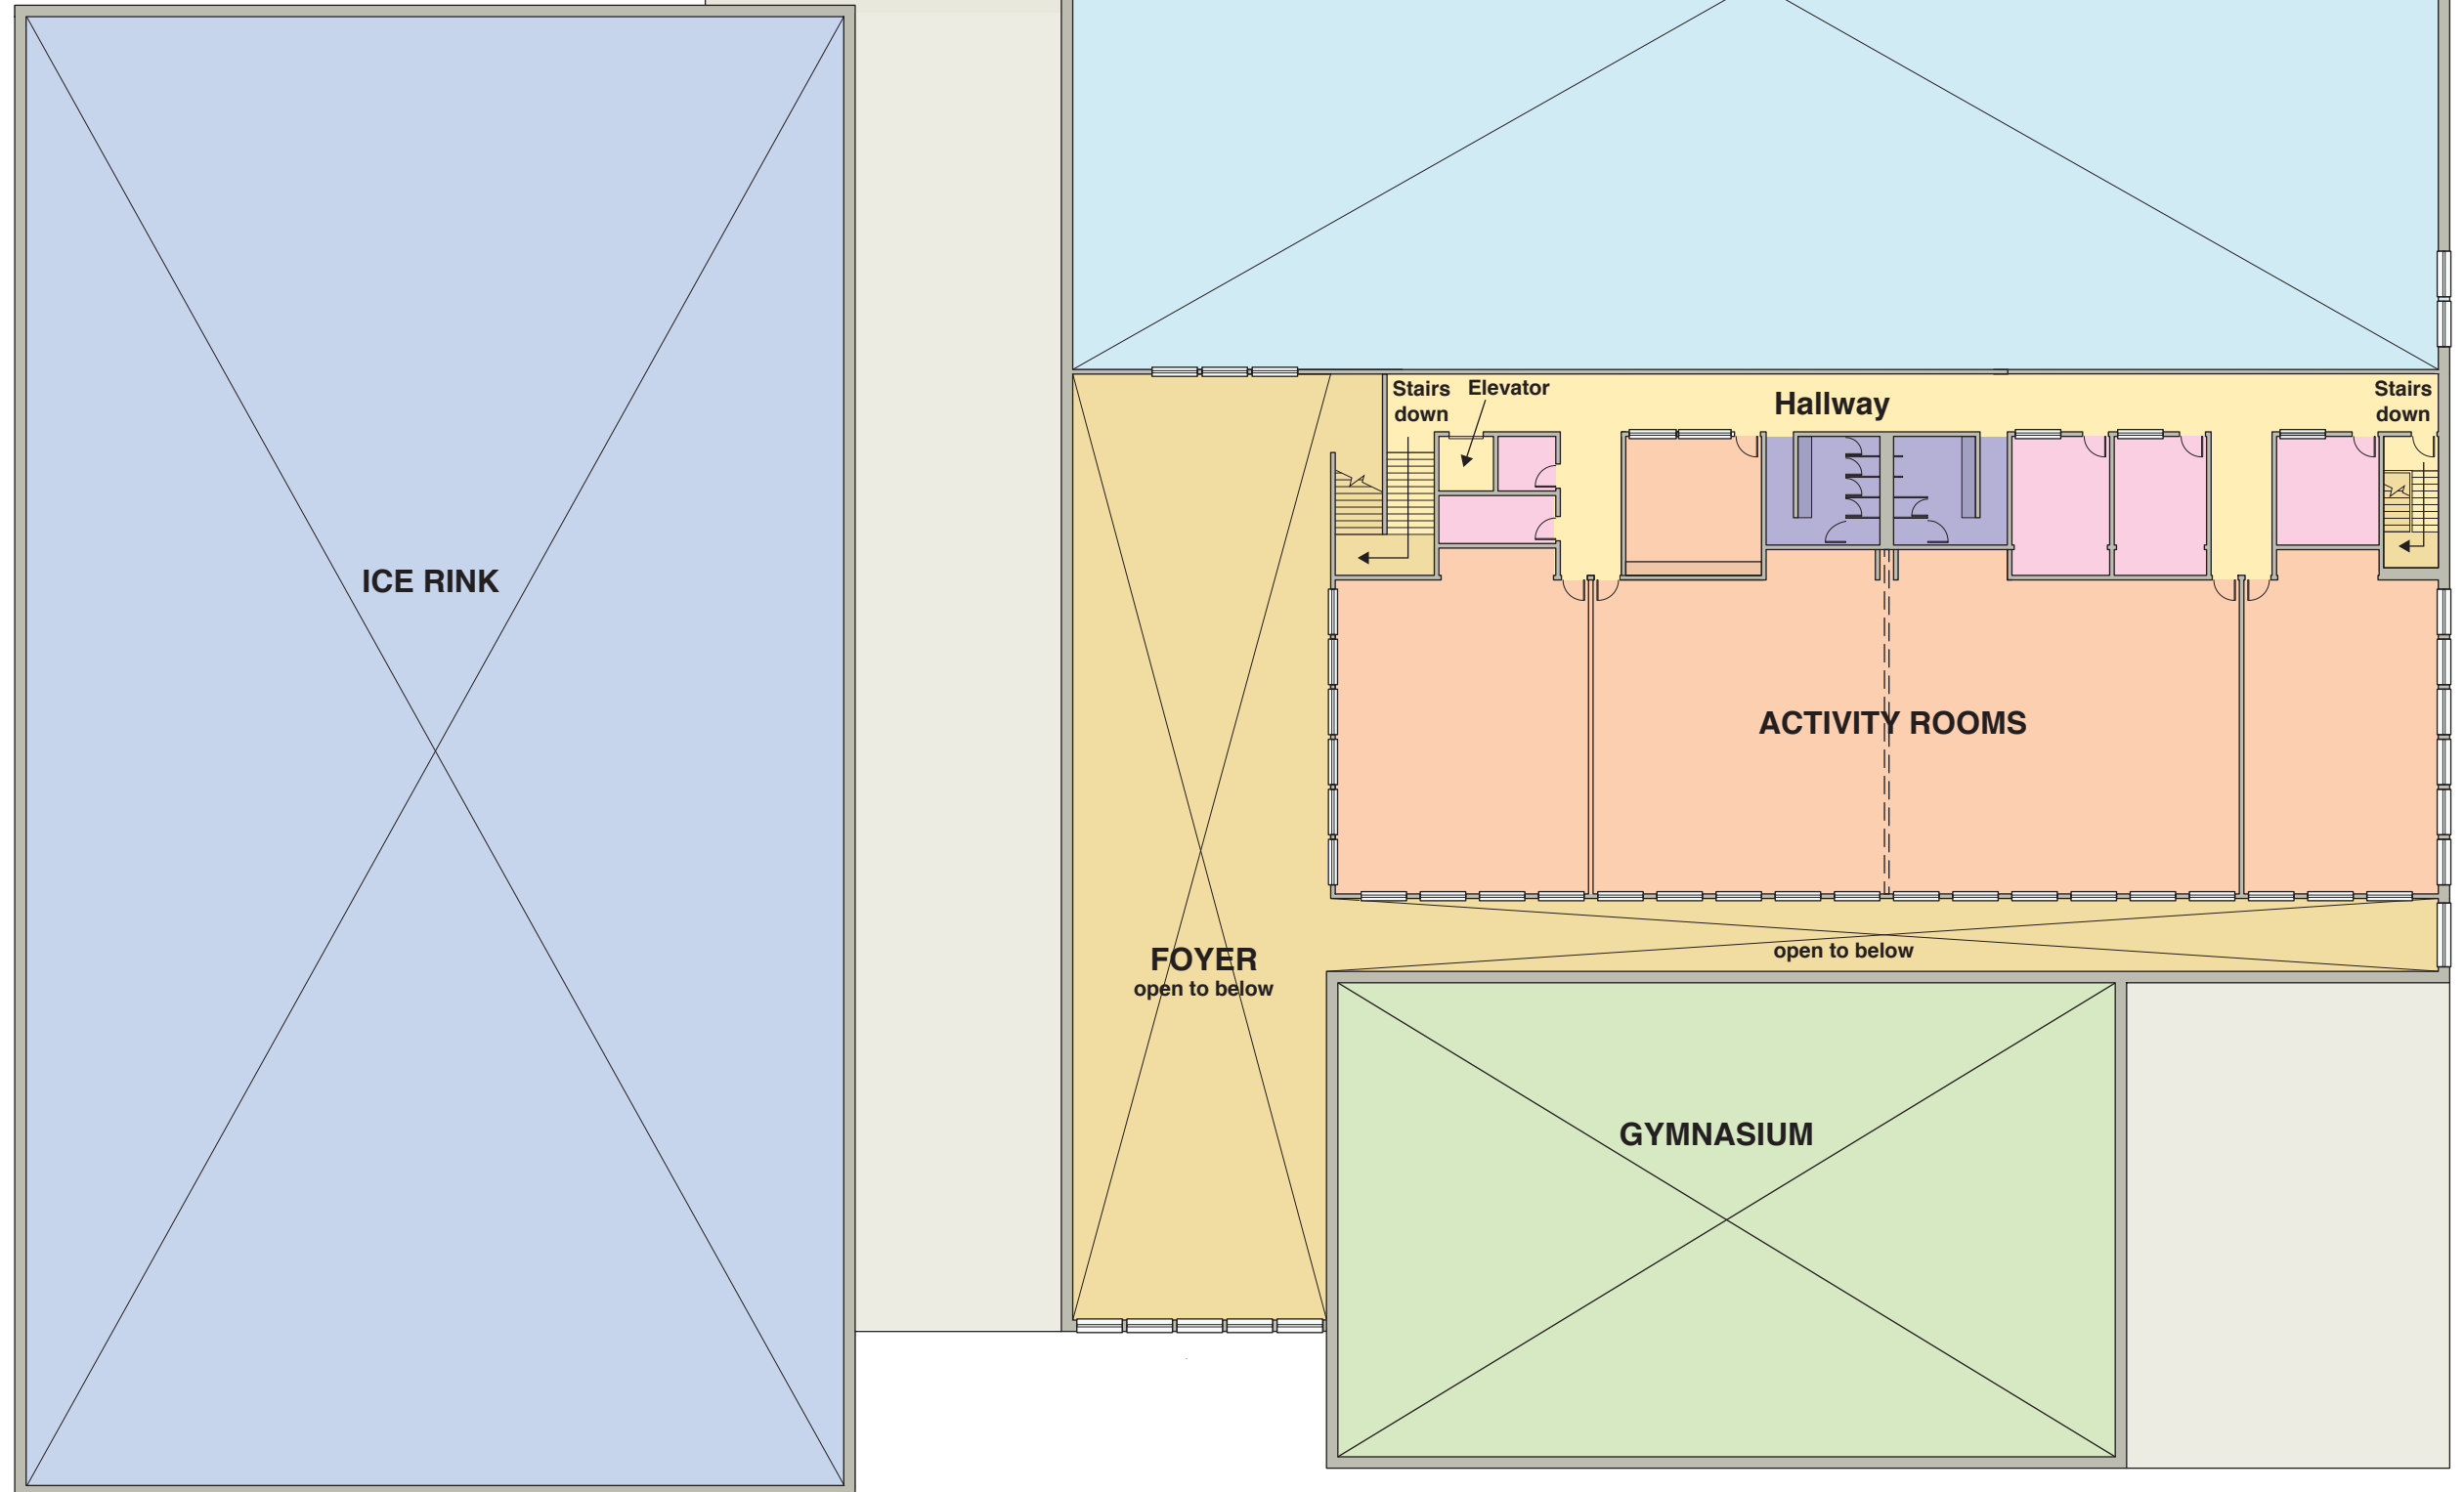 Stairs
down
Elevator
Hallway
Stairs
down
ICE RINK
ACTIVITY ROOMS
FOYER
open to below
open to below
GYMNASIUM